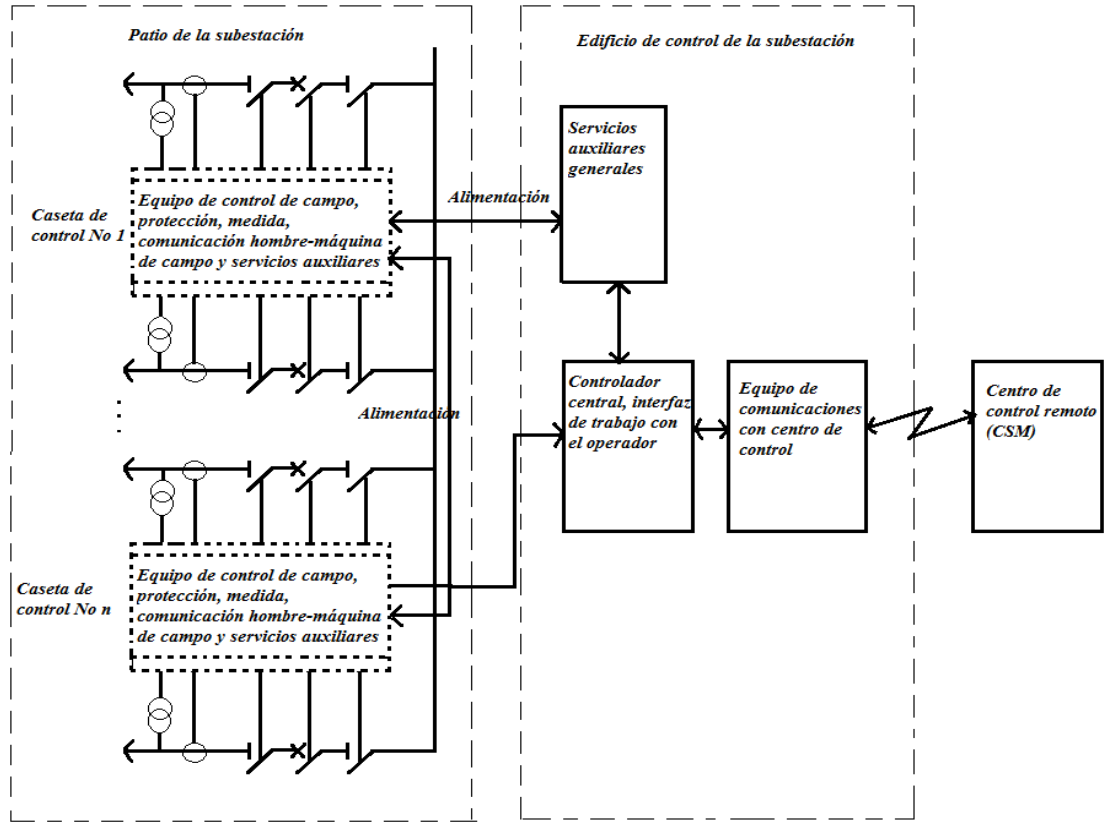 Patio de la subestación
Edificio de control de la subestación
Caseta de
control No 1
Equipo de control de campo,
protección, medida,
comunicación hombre-máquina
de campo y servicios auxiliares
Alimentación
Servicios
auxiliares
generales
Alimentación
Controlador
central, interfaz
de trabajo con
el operador
Equipo de
comunicaciones
con centro de
control
Centro de
control remoto
(CSM)
Caseta de
control No n
Equipo de control de campo,
protección, medida,
comunicación hombre-máquina
de campo y servicios auxiliares